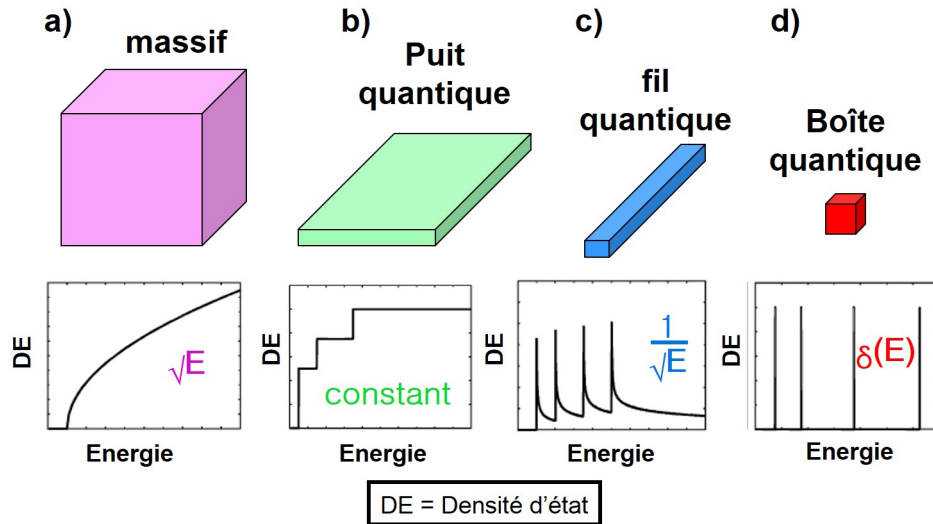 a)
massif
b)
Puit
quantique
c)
fil
quantique
d)
Boîte
quantique
DE
√E
Energie
DE
constant
Energie
DE
1
√E
Energie
DE
δ(E)
Energie
DE = Densité d'état